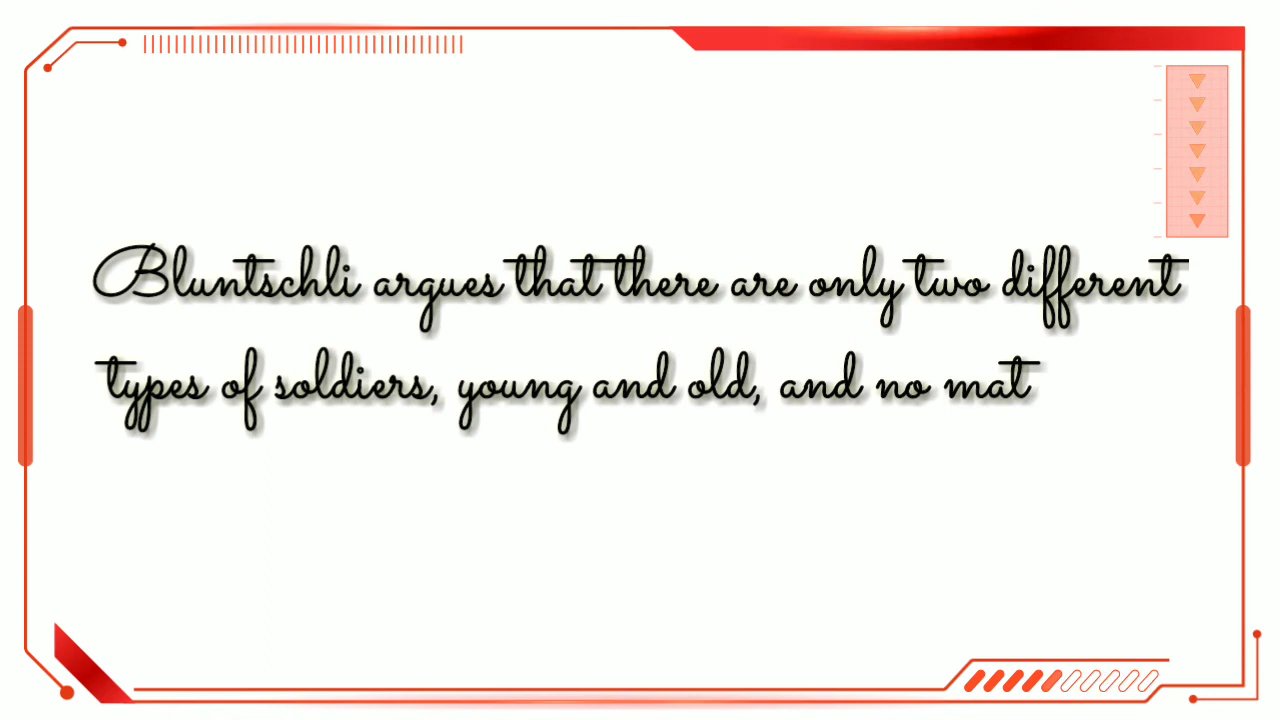 Bluntschli argues that there are only two different
types of soldiers, young and old, and no mat